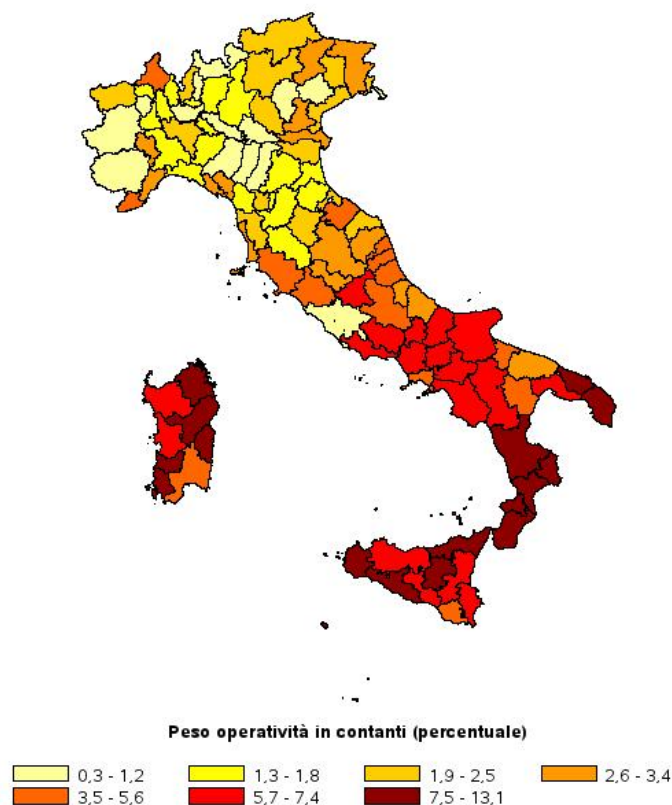 Peso operatività in contanti (percentuale)
0,3 - 1,2 1,3 - 1,8 1,9 - 2,5 2,6 - 3,4
3,5 - 5,6 5,7 - 7,4 7,5 - 13,1